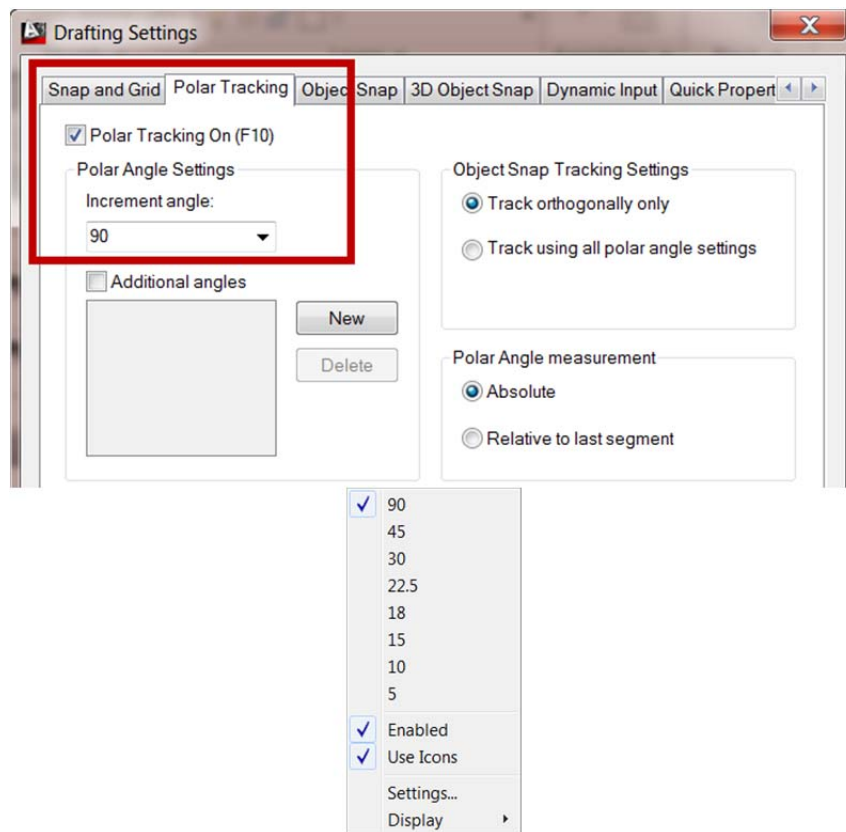 Drafting Settings
Snap and Grid Polar Tracking Object Snap 3D Object Snap Dynamic Input Quick Propert
Polar Tracking On (F10)
Polar Angle Settings
Increment angle:
90
Additional angles
New
Delete
Object Snap Tracking Settings
Track orthogonally only
Track using all polar angle settings
Polar Angle measurement
Absolute
Relative to last segment
90
45
30
22.5
18
15
10
5
Enabled
Use Icons
Settings...
Display